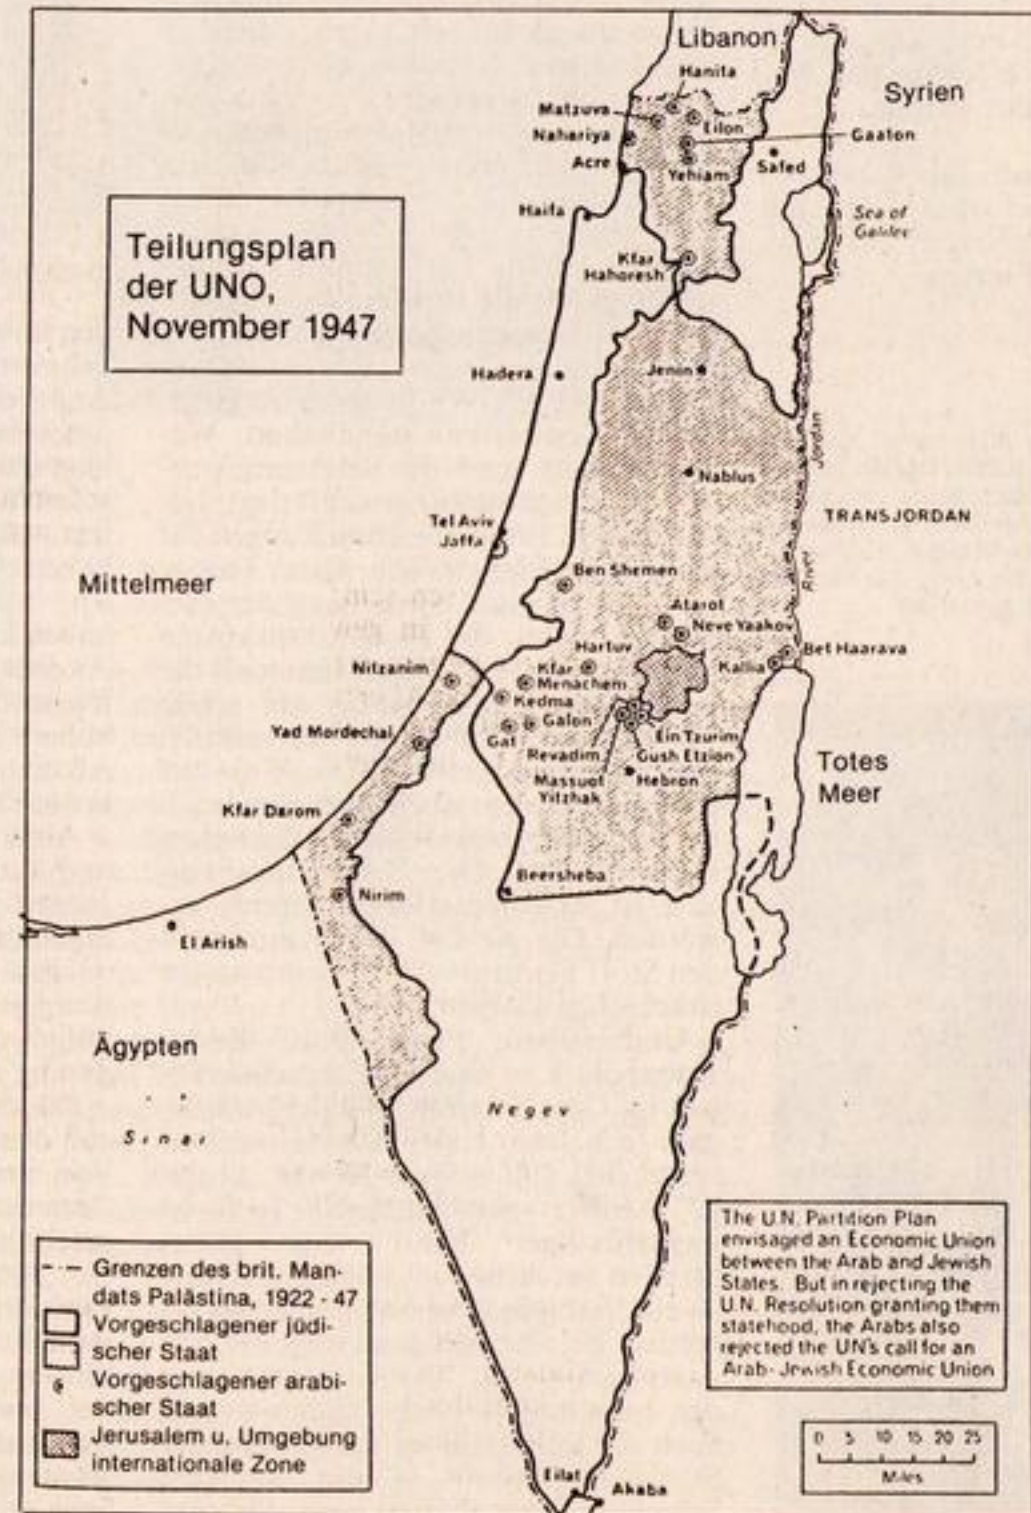 Libanon
Hanita
Syrien
Matzuva
Eilon
Nahariya
Gaaton
Acre
Yehiam
Safed
Haifa
Sea of
Galilee
Teilungsplan
der UNO,
November 1947
Kfar
Hahoresh
Hadera
Jenin
Jordan
Nablus
TRANSJORDAN
Tel Aviv
Jaffa
River
Mittelmeer
Ben Shemen
Atarot
Neve Yaakov
Hartuv
Bet Haarava
Nitzanim
Kfar
Menachem
Kallia
Kedma
Yad Mordechai
Galon
Gat
Ein Tzurim
Revadim
Gush Etzion
Massuot
Yitzhak
Hebron
Totes
Meer
Kfar Darom
Beersheba
Nirim
El Arish
Ägypten
Negev
Sinai
The U.N. Partition Plan
envisaged an Economic Union
between the Arab and Jewish
States. But in rejecting the
U.N. Resolution granting them
statehood, the Arabs also
rejected the UN's call for an
Arab-Jewish Economic Union
Grenzen des brit. Man-
dats Palästina, 1922 - 47
Vorgeschlagener jüdi-
scher Staat
Vorgeschlagener arabi-
scher Staat
Jerusalem u. Umgebung
internationale Zone
0 5 10 15 20 25
Miles
Eilat
Akaba